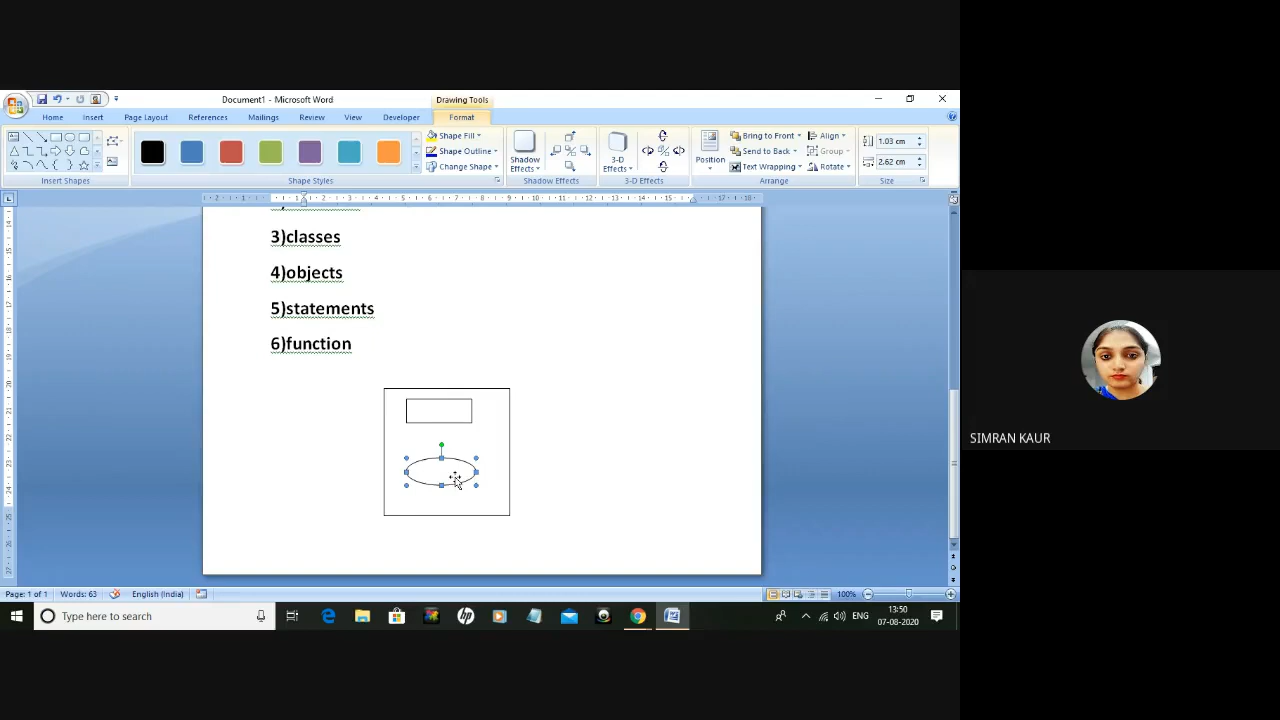 Document1 - Microsoft Word
Drawing Tools
Home Insert Page Layout References Mailings Review View Developer Format
Shape Fill
Shape Outline
Change Shape
Shadow Effects
3-D Effects
Position
Bring to Front
Send to Back
Text Wrapping
Align
Group
Rotate
1.03 cm
2.62 cm
Insert Shapes Shape Styles Shadow Effects 3-D Effects Arrange Size
3)classes
4)objects
5)statements
6)function
SIMRAN KAUR
Page: 1 of 1 Words: 63 English (India) 100%
Type here to search
ENG
13:50
07-08-2020